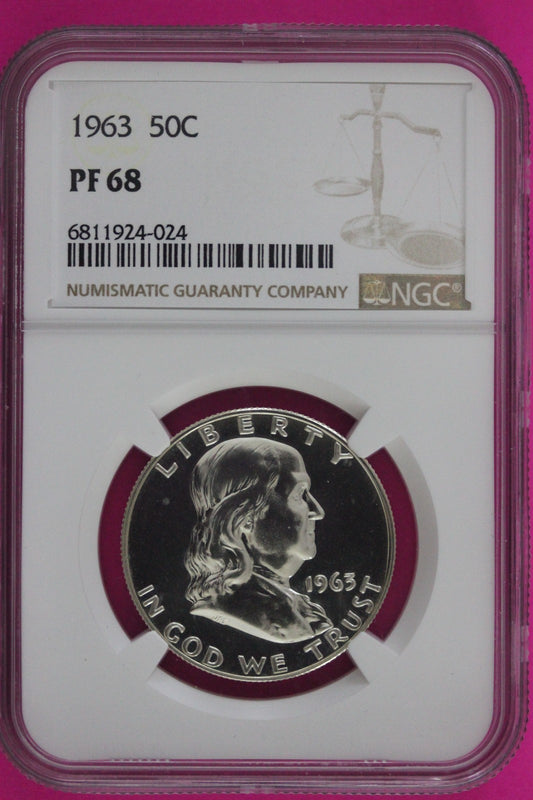 1963 50C
PF 68
6811924-024
NUMISMATIC GUARANTY COMPANY
NGC®
LIBERTY
1963
IN GOD WE TRUST